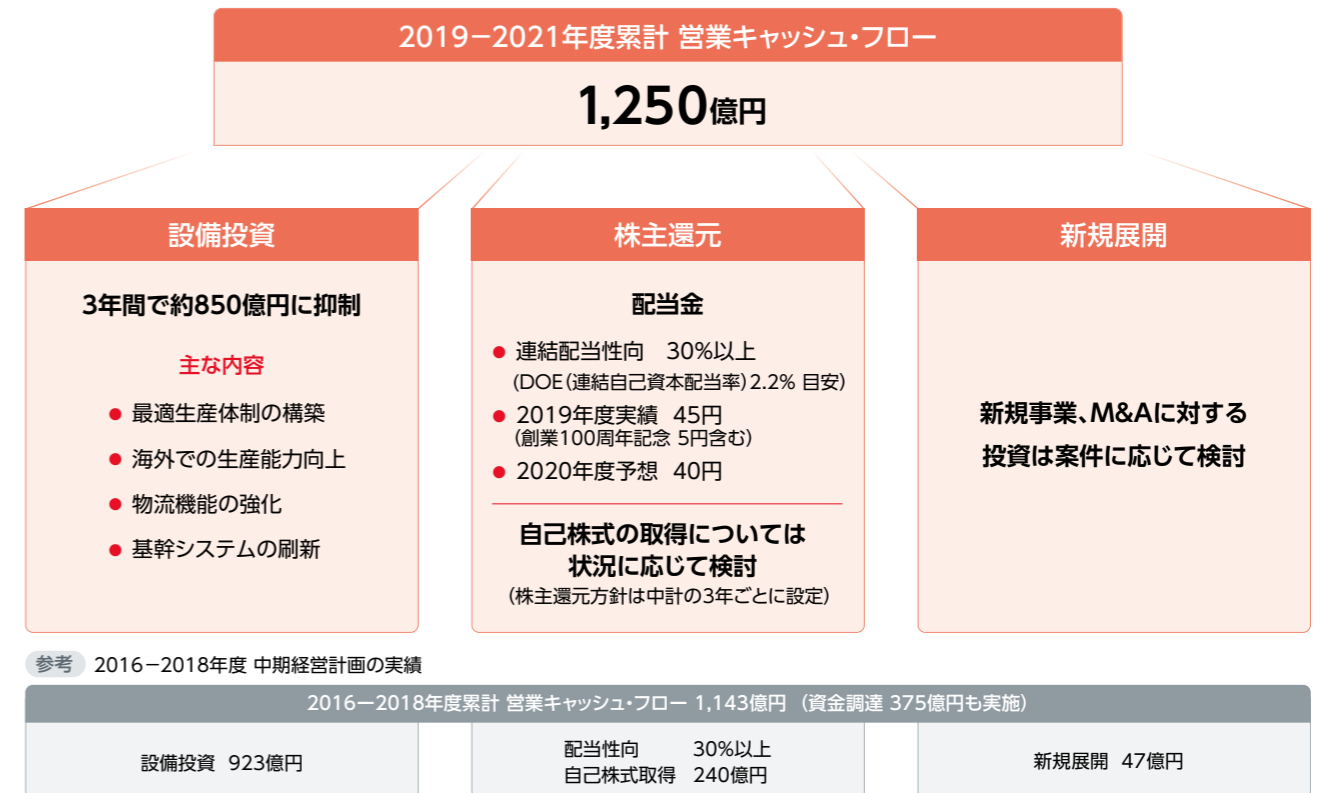 2019－2021年度累計 営業キャッシュ・フロー
1,250億円
設備投資
3年間で約850億円に抑制
主な内容
● 最適生産体制の構築
● 海外での生産能力向上
● 物流機能の強化
● 基幹システムの刷新
株主還元
配当金
● 連結配当性向　30%以上
(DOE（連結自己資本配当率）2.2% 目安)
● 2019年度実績 45円
（創業100周年記念 5円含む）
● 2020年度予想 40円
自己株式の取得については
状況に応じて検討
（株主還元方針は中計の3年ごとに設定）
新規展開
新規事業、M&Aに対する
投資は案件に応じて検討
参考 2016－2018年度 中期経営計画の実績
2016ー2018年度累計 営業キャッシュ・フロー 1,143億円 （資金調達 375億円も実施）
設備投資 923億円
配当性向　30%以上
自己株式取得 240億円
新規展開 47億円